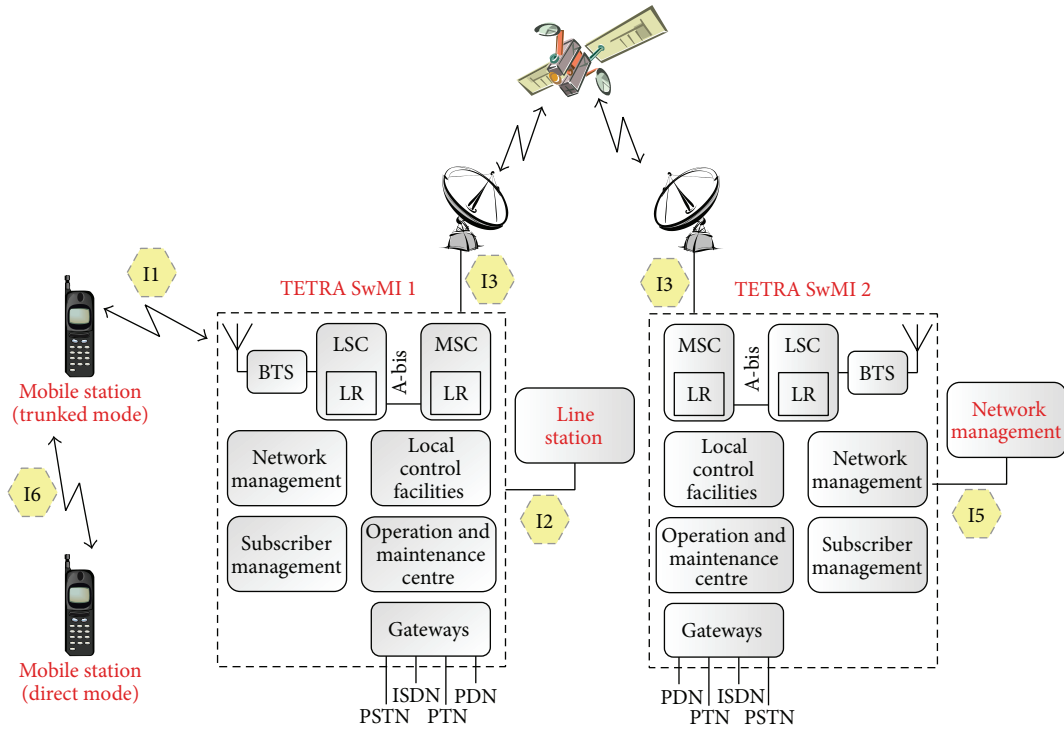 I1
I3
I3
TETRA SwMI 1
TETRA SwMI 2
Mobile station
(trunked mode)
BTS
LSC
LR
A-bis
MSC
LR
MSC
LR
A-bis
LSC
LR
BTS
Line
station
Network
management
Network
management
Local
control
facilities
Local
control
facilities
Network
management
I6
I2
I5
Subscriber
management
Operation and
maintenance
centre
Operation and
maintenance
centre
Subscriber
management
Gateways
Gateways
Mobile station
(direct mode)
PSTN
ISDN
PTN
PDN
PDN
PTN
ISDN
PSTN